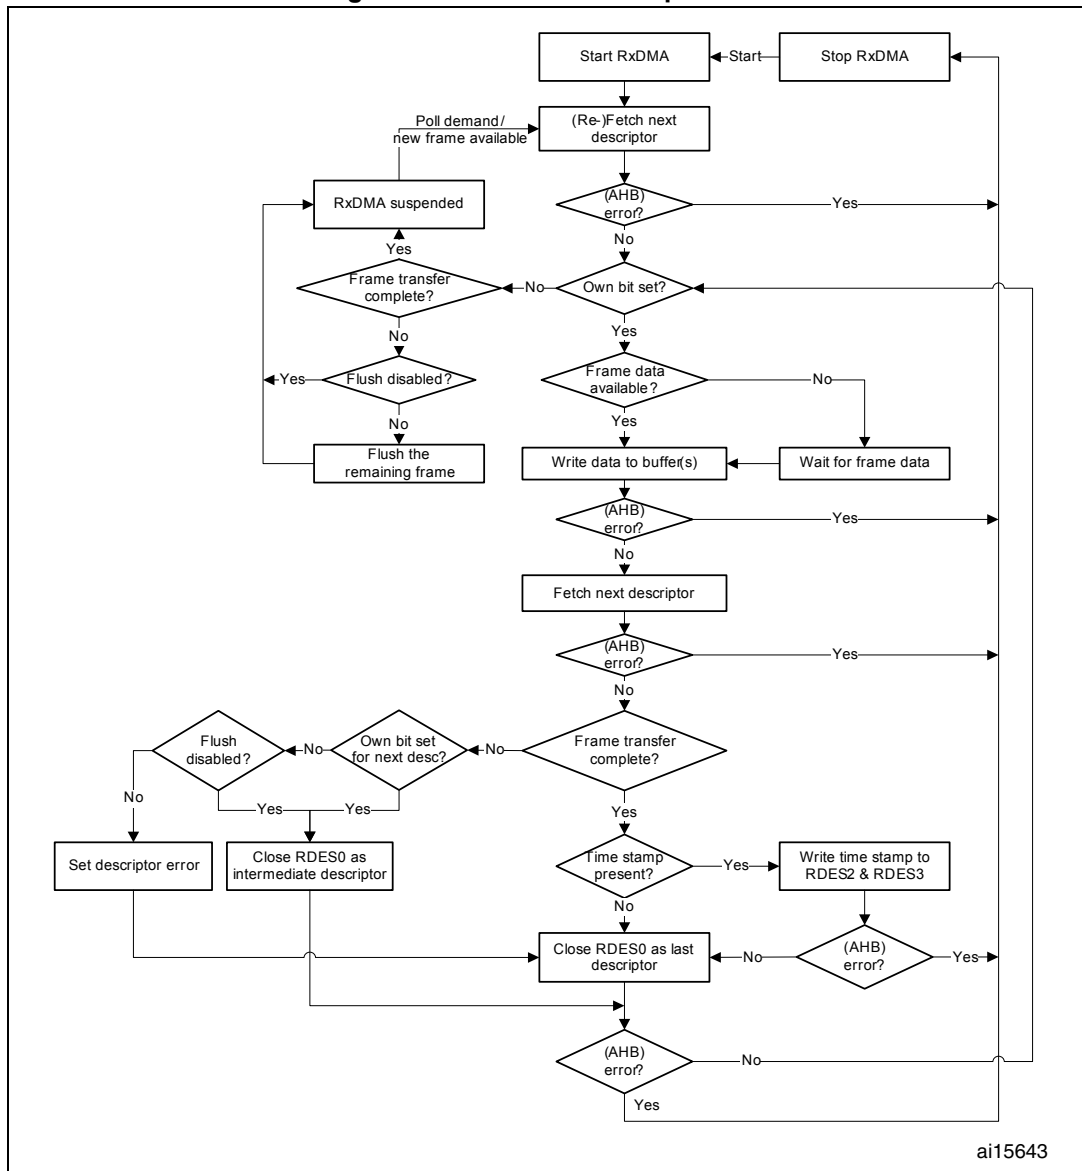 Start RxDMA
Start
Stop RxDMA
Poll demand/
new frame available
(Re-)Fetch next
descriptor
RxDMA suspended
(AHB)
error?
Yes
No
Yes
Frame transfer
complete?
No
Own bit set?
No
Yes
Yes
Flush disabled?
Frame data
available?
No
No
Yes
Flush the
remaining frame
Write data to buffer(s)
Wait for frame data
(AHB)
error?
Yes
No
Fetch next descriptor
(AHB)
error?
Yes
No
Flush
disabled?
No
Own bit set
for next desc?
No
Frame transfer
complete?
No
Yes
Yes
Yes
Set descriptor error
Close RDES0 as
intermediate descriptor
Time stamp
present?
Yes
Write time stamp to
RDES2 & RDES3
No
Close RDES0 as last
descriptor
No
(AHB)
error?
Yes
(AHB)
error?
No
Yes
ai15643